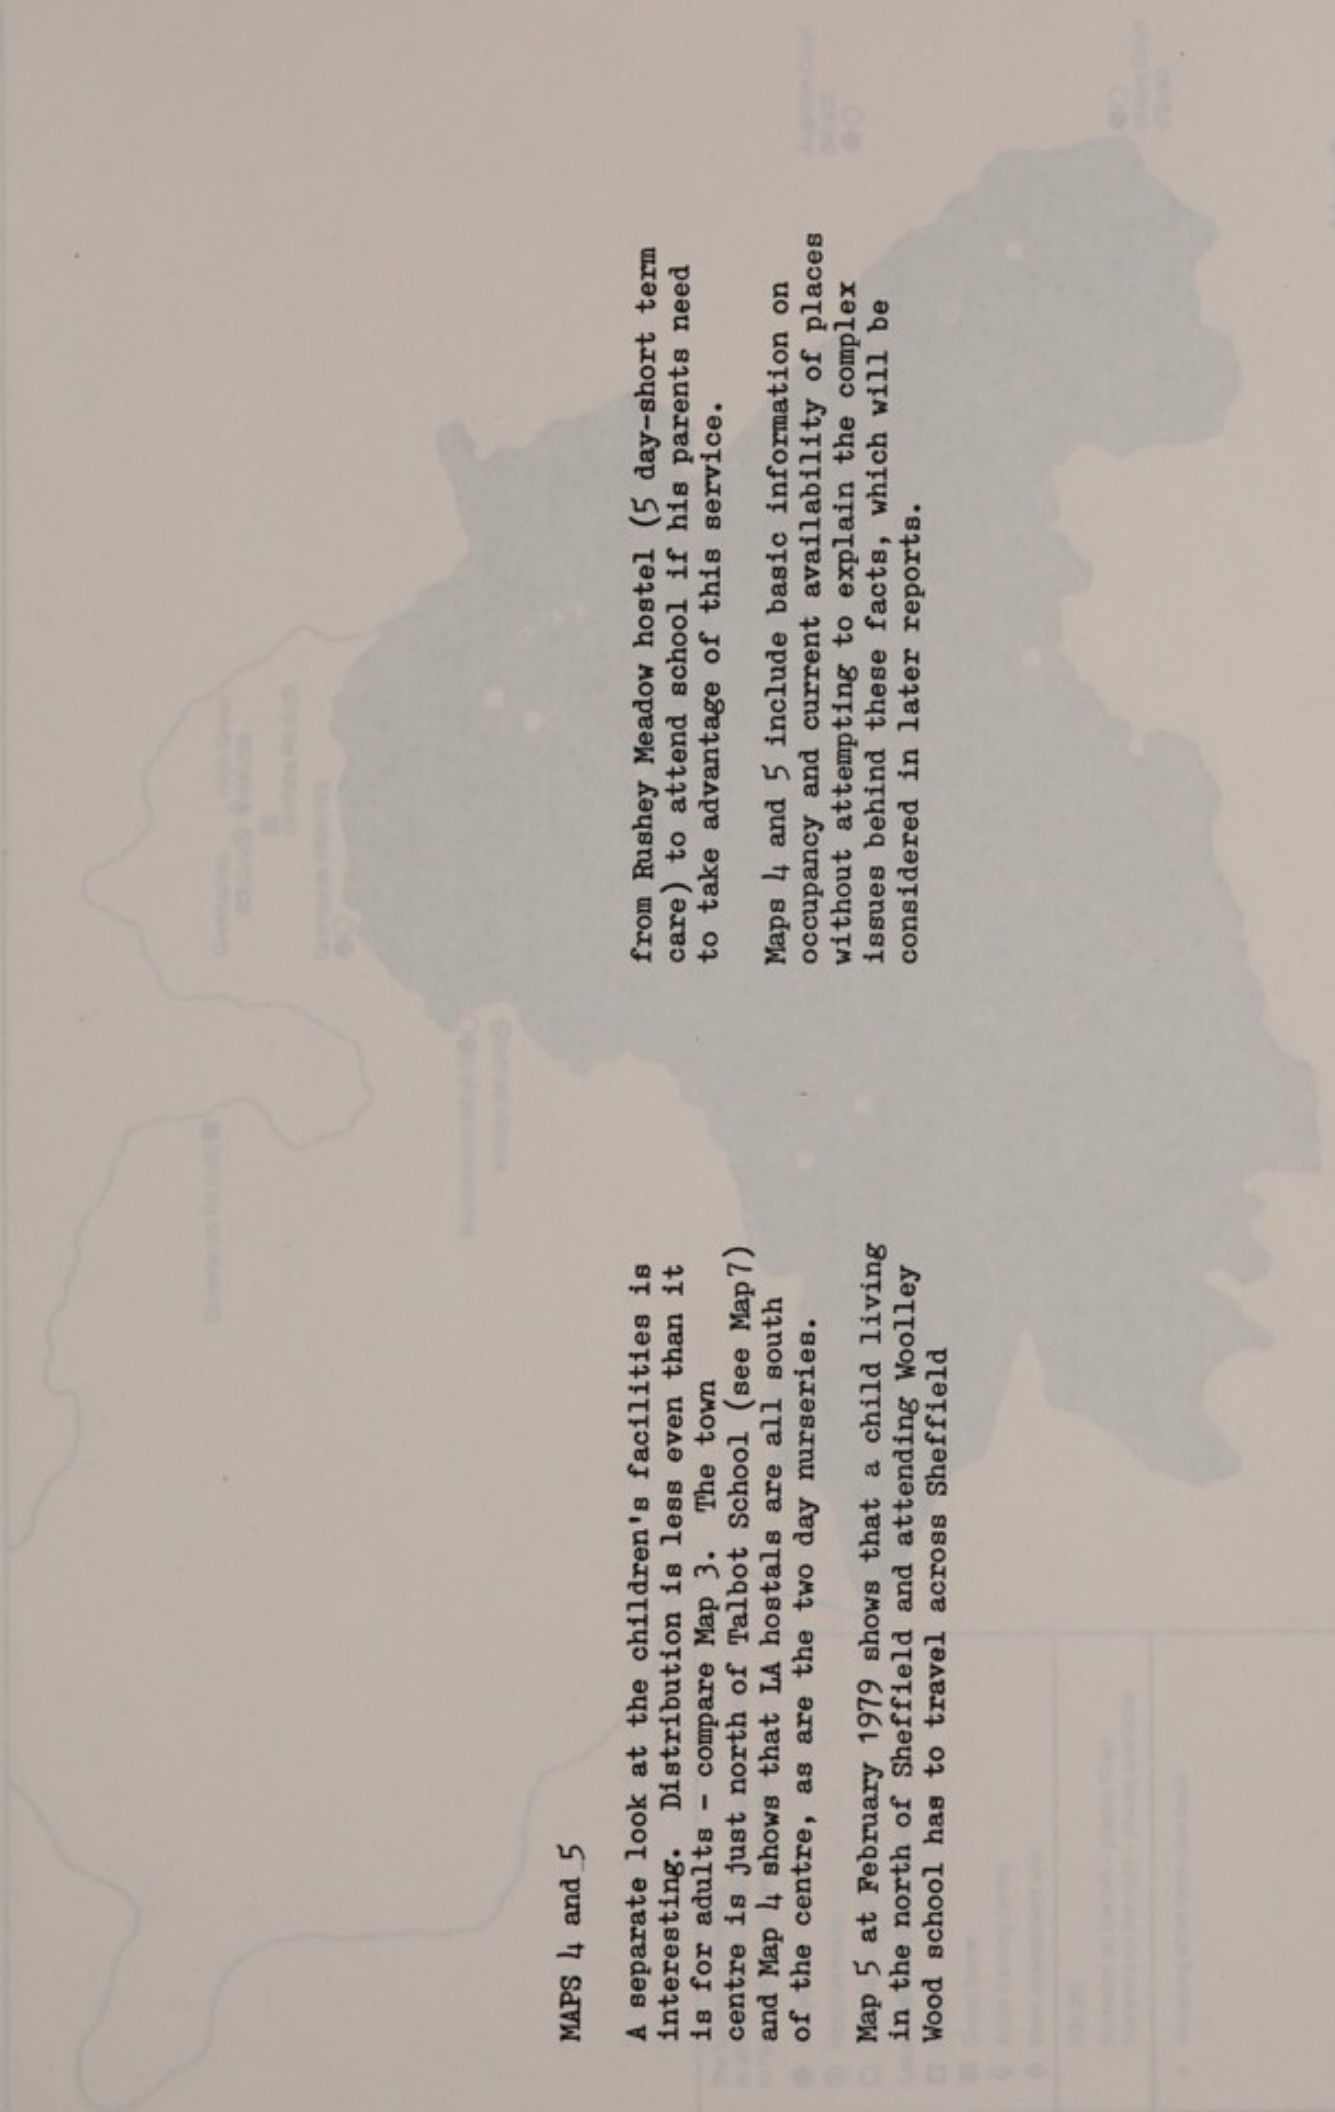 MAPS 4 and 5
A separate look at the children's facilities is
interesting. Distribution is less even than it
is for adults - compare Map 3. The town
centre is just north of Talbot School (see Map 7)
and Map 4 shows that LA hostals are all south
of the centre, as are the two day nurseries.
Map 5 at February 1979 shows that a child living
in the north of Sheffield and attending Woolley
Wood school has to travel across Sheffield
from Rushey Meadow hostel (5 day-short term
care) to attend school if his parents need
to take advantage of this service.
Maps 4 and 5 include basic information on
occupancy and current availability of places
without attempting to explain the complex
issues behind these facts, which will be
considered in later reports.